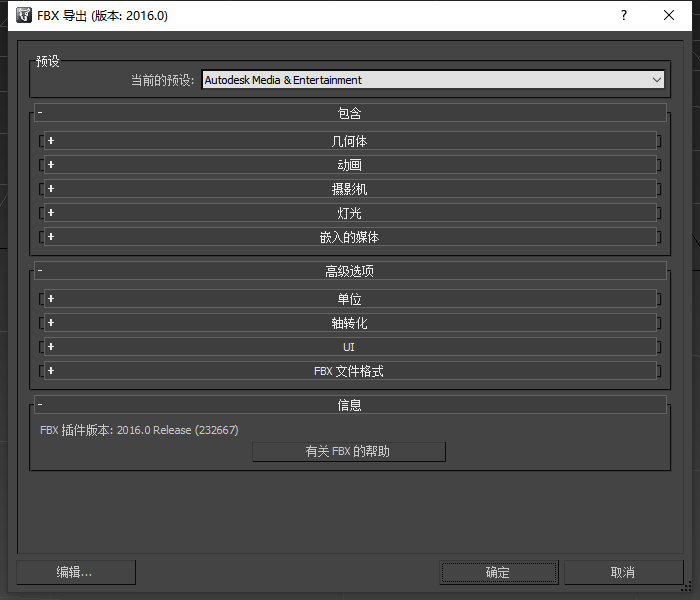 FBX 导出 (版本: 2016.0)
?
预设
当前的预设: Autodesk Media & Entertainment
- 包含
+ 几何体
+ 动画
+ 摄影机
+ 灯光
+ 嵌入的媒体
- 高级选项
+ 单位
+ 轴转化
+ UI
+ FBX 文件格式
- 信息
FBX 插件版本: 2016.0 Release (232667)
有关 FBX 的帮助
编辑... 确定 取消